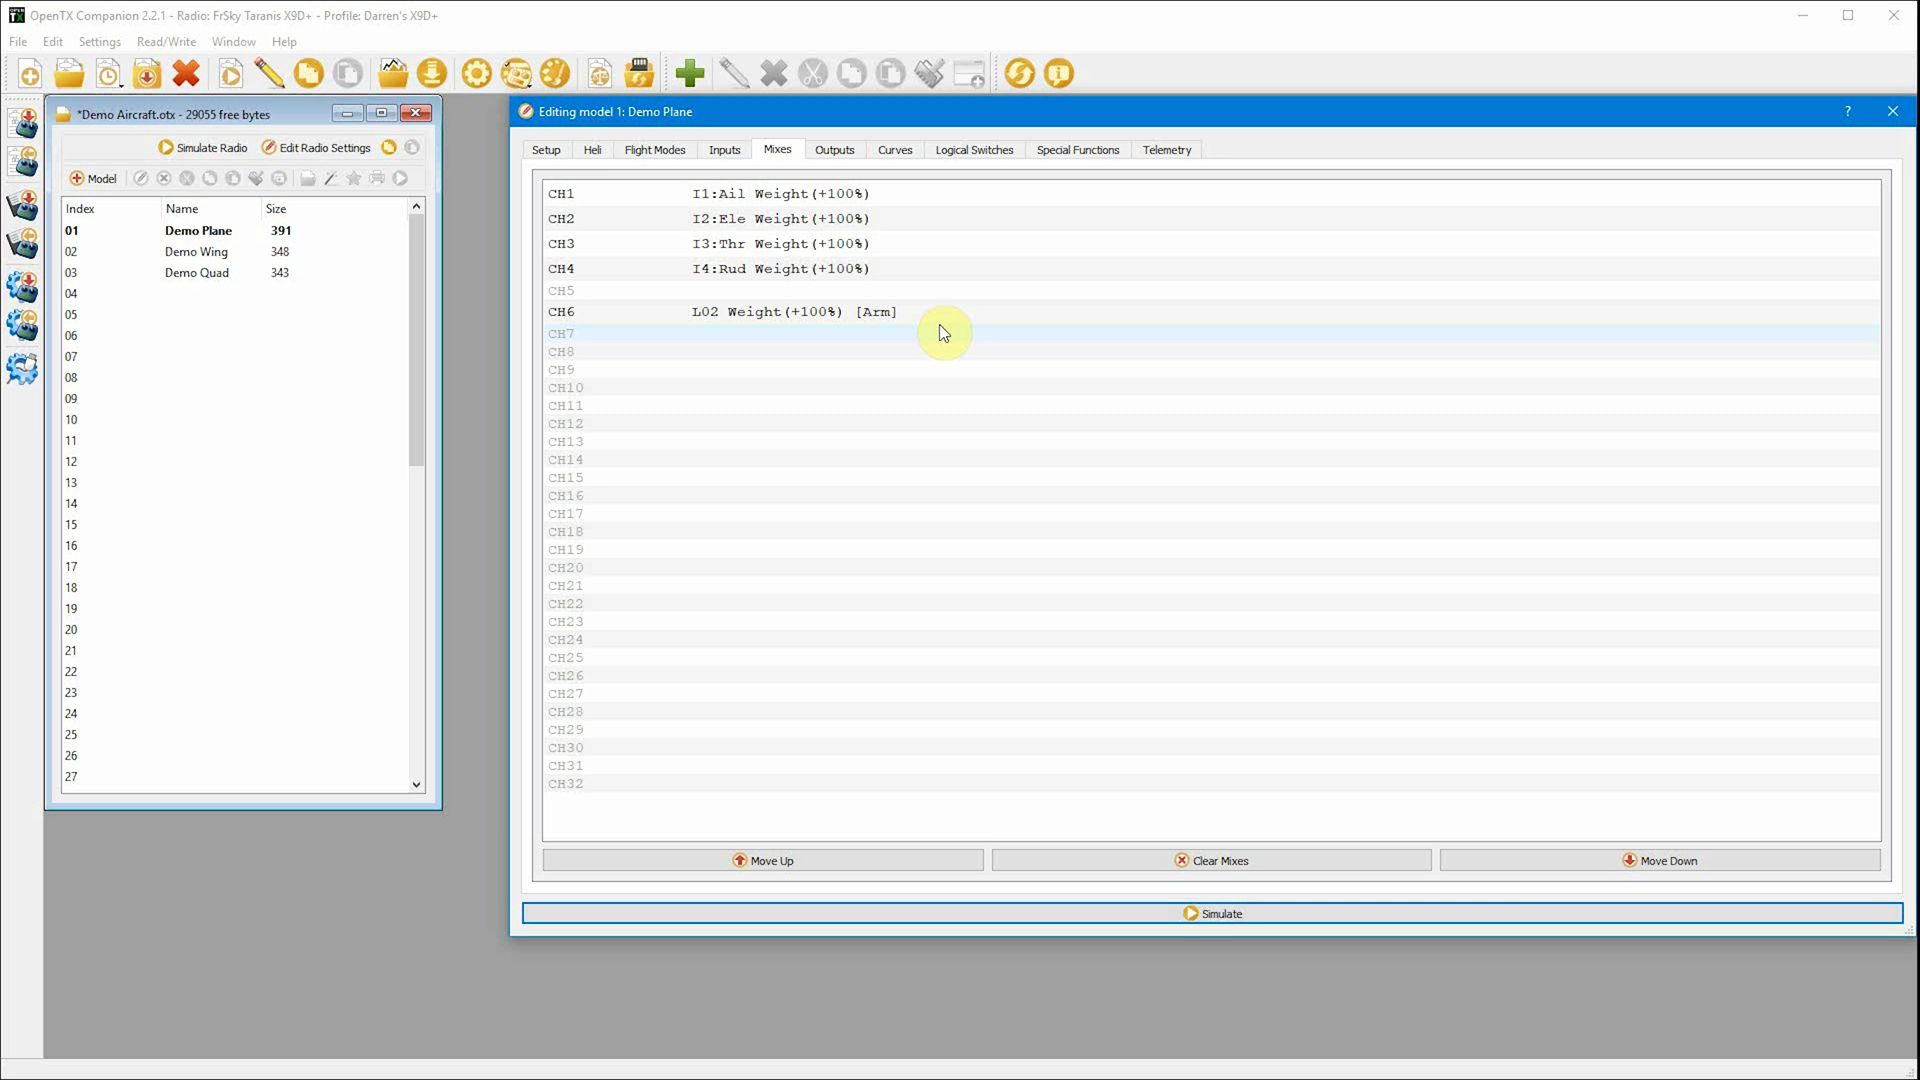 OpenTX Companion 2.2.1 - Radio: FrSky Taranis X9D+ - Profile: Darren's X9D+
File Edit Settings Read/Write Window Help
*Demo Aircraft.otx - 29055 free bytes
Simulate Radio Edit Radio Settings
Model
Index Name Size
01 Demo Plane 391
02 Demo Wing 348
03 Demo Quad 343
04
05
06
07
08
09
10
11
12
13
14
15
16
17
18
19
20
21
22
23
24
25
26
27
Editing model 1: Demo Plane
Setup Heli Flight Modes Inputs Mixes Outputs Curves Logical Switches Special Functions Telemetry
CH1 I1:Ail Weight(+100%)
CH2 I2:Ele Weight(+100%)
CH3 I3:Thr Weight(+100%)
CH4 I4:Rud Weight(+100%)
CH5
CH6 L02 Weight(+100%) [Arm]
CH7
CH8
CH9
CH10
CH11
CH12
CH13
CH14
CH15
CH16
CH17
CH18
CH19
CH20
CH21
CH22
CH23
CH24
CH25
CH26
CH27
CH28
CH29
CH30
CH31
CH32
Move Up Clear Mixes Move Down
Simulate